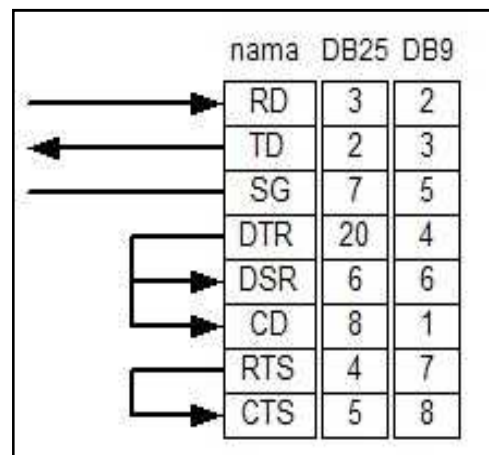 nama DB25 DB9
RD 3 2
TD 2 3
SG 7 5
DTR 20 4
DSR 6 6
CD 8 1
RTS 4 7
CTS 5 8